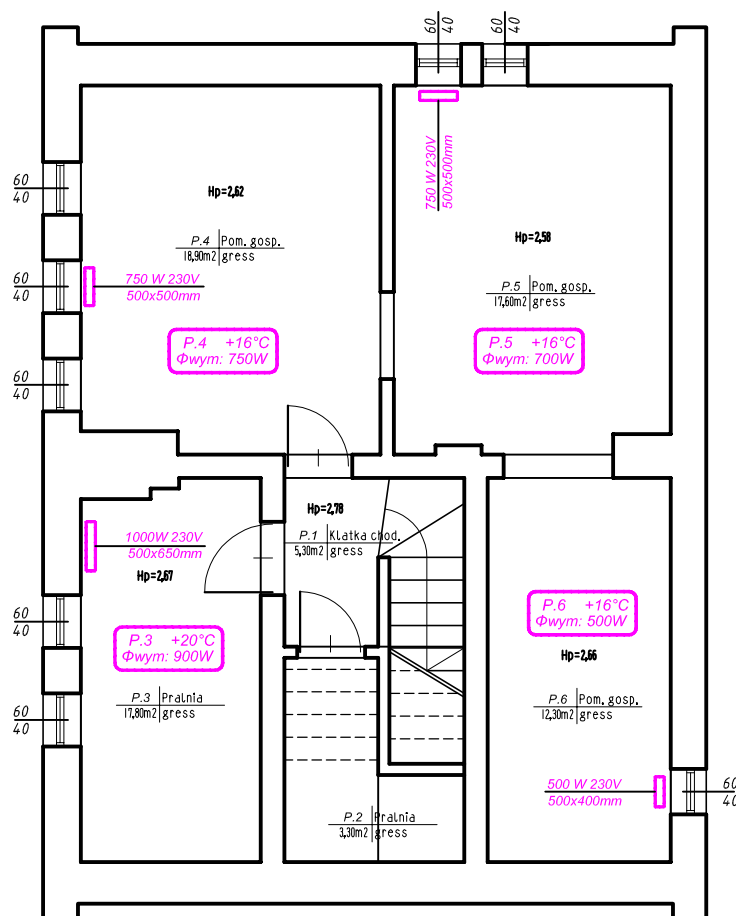 60
40
60
40
60
40
Hp=2,62
750 W 230V
500x500mm
Hp=2,58
P.4 Pom. gosp.
18,90m2 gress
60
40
750 W 230V
500x500mm
P.5 Pom. gosp.
17,60m2 gress
P.4 +16°C
Φwym: 750W
P.5 +16°C
Φwym: 700W
60
40
Hp=2,78
1000W 230V
500x650mm
P.1 Klatka chod.
5,30m2 gress
Hp=2,67
60
40
P.3 +20°C
Φwym: 900W
P.6 +16°C
Φwym: 500W
Hp=2,66
P.3 Pralnia
17,80m2 gress
P.6 Pom. gosp.
12,30m2 gress
60
40
500 W 230V
500x400mm
60
40
P.2 Pralnia
3,30m2 gress